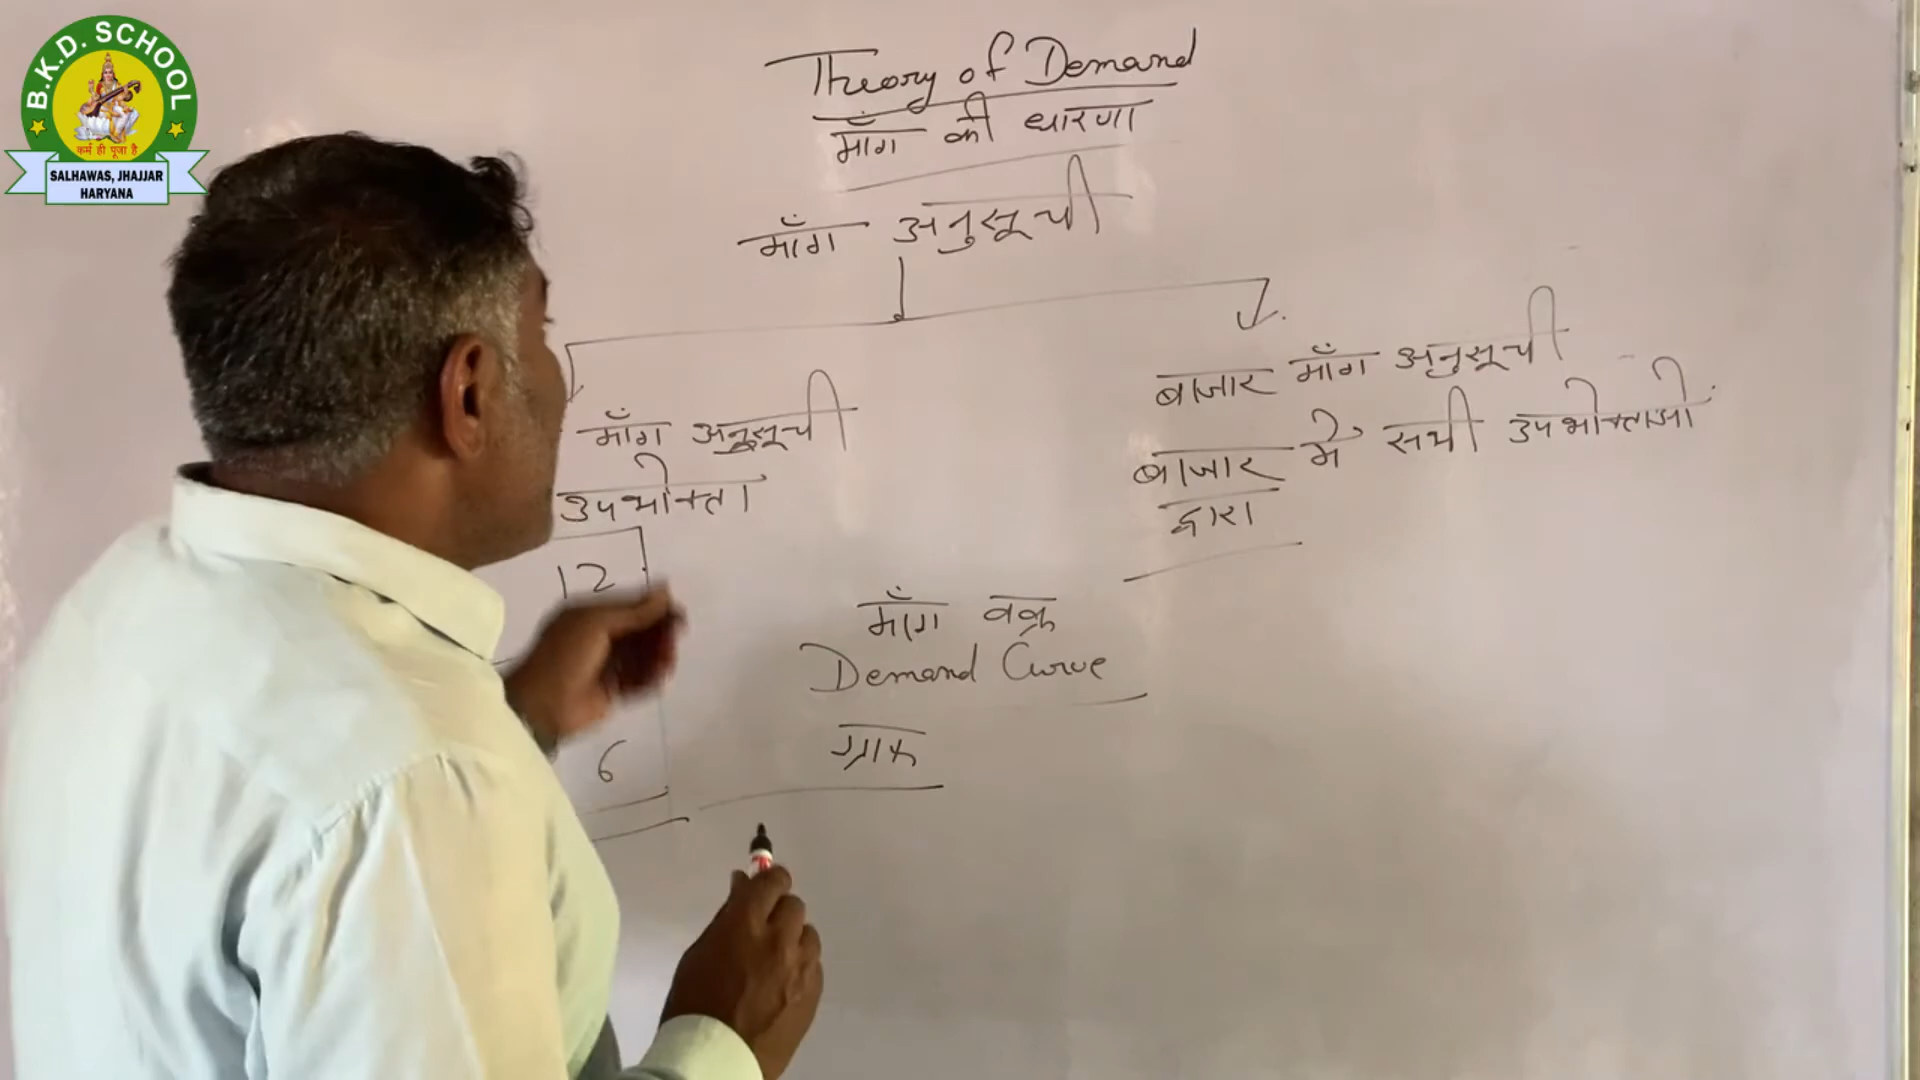 B.K.D. SCHOOL
कर्म ही पूजा है
SALHAWAS, JHAJJAR
HARYANA
Theory of Demand
माँग की धारणा
माँग अनुसूची
माँग अनुसूची
उपभोक्ता
12
6
बाजार माँग अनुसूची
बाजार मे सभी उपभोक्ताओ
द्वारा
माँग वक्र
Demand Curve
ग्राफ